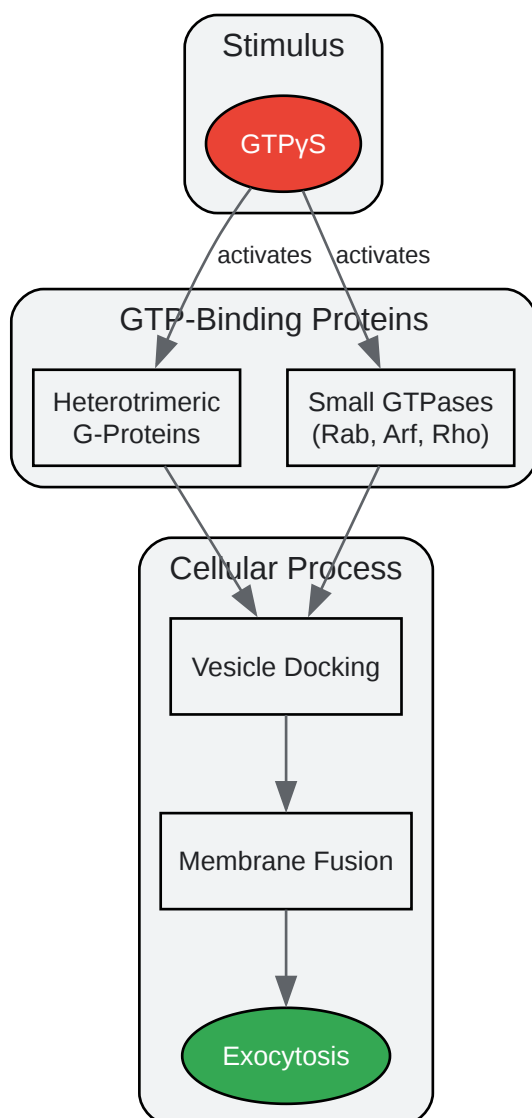 Stimulus
GTPγS
activates activates
GTP-Binding Proteins
Heterotrimeric
G-Proteins
Small GTPases
(Rab, Arf, Rho)
Cellular Process
Vesicle Docking
Membrane Fusion
Exocytosis